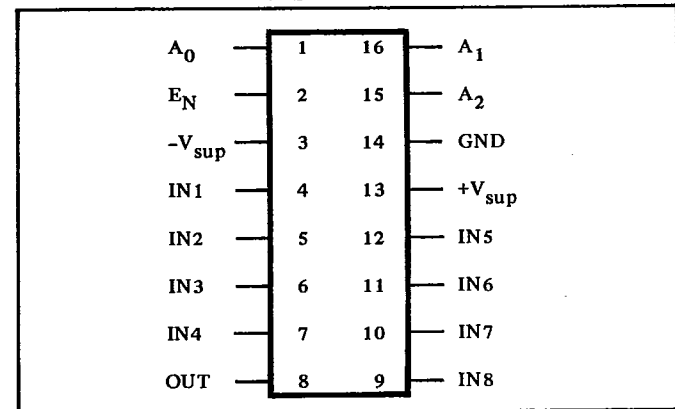 A0 1 16 A1
EN 2 15 A2
-Vsup 3 14 GND
IN1 4 13 +Vsup
IN2 5 12 IN5
IN3 6 11 IN6
IN4 7 10 IN7
OUT 8 9 IN8